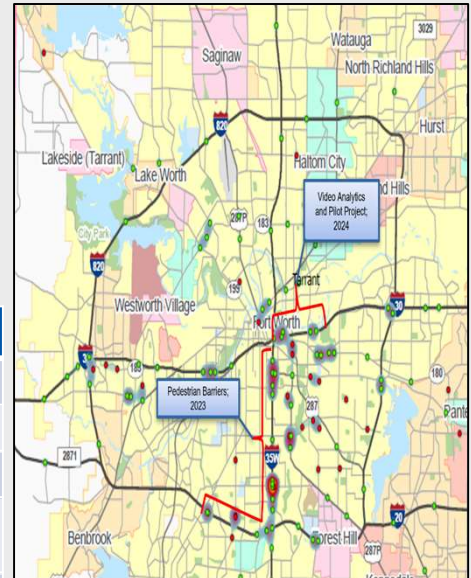 Watauga
3029
Saginaw
North Richland Hills
820
Hurst
Lakeside (Tarrant)
Lake Worth
Haltom City
nd Hills
Video Analytics
and Pilot Project;
2024
287P
183
City Park
820
199
Tarrant
Westworth Village
30
Fort Worth
183
180
Pedestrian Barriers;
2023
287
2871
35W
20
Benbrook
Forest Hill
287P